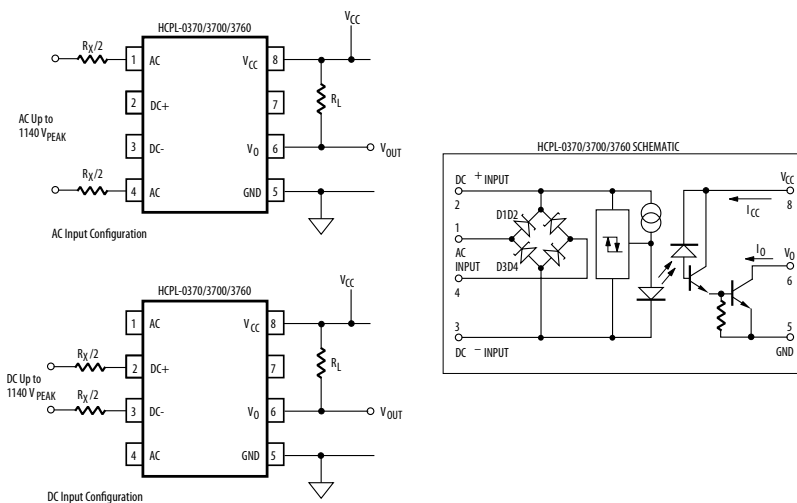 HCPL-0370/3700/3760
V_CC
R_X/2
1 AC
V_CC 8
2 DC+
7
R_L
AC Up to
1140 V_PEAK
3 DC-
V_O 6
V_OUT
R_X/2
4 AC
GND 5
AC Input Configuration
HCPL-0370/3700/3760
V_CC
1 AC
V_CC 8
R_X/2
2 DC+
7
R_L
DC Up to
1140 V_PEAK
R_X/2
3 DC-
V_O 6
V_OUT
4 AC
GND 5
DC Input Configuration
HCPL-0370/3700/3760 SCHEMATIC
DC + INPUT
2
V_CC
8
I_CC
1
AC
D1D2
INPUT
4
D3D4
I_O
V_O
6
3
DC − INPUT
5
GND